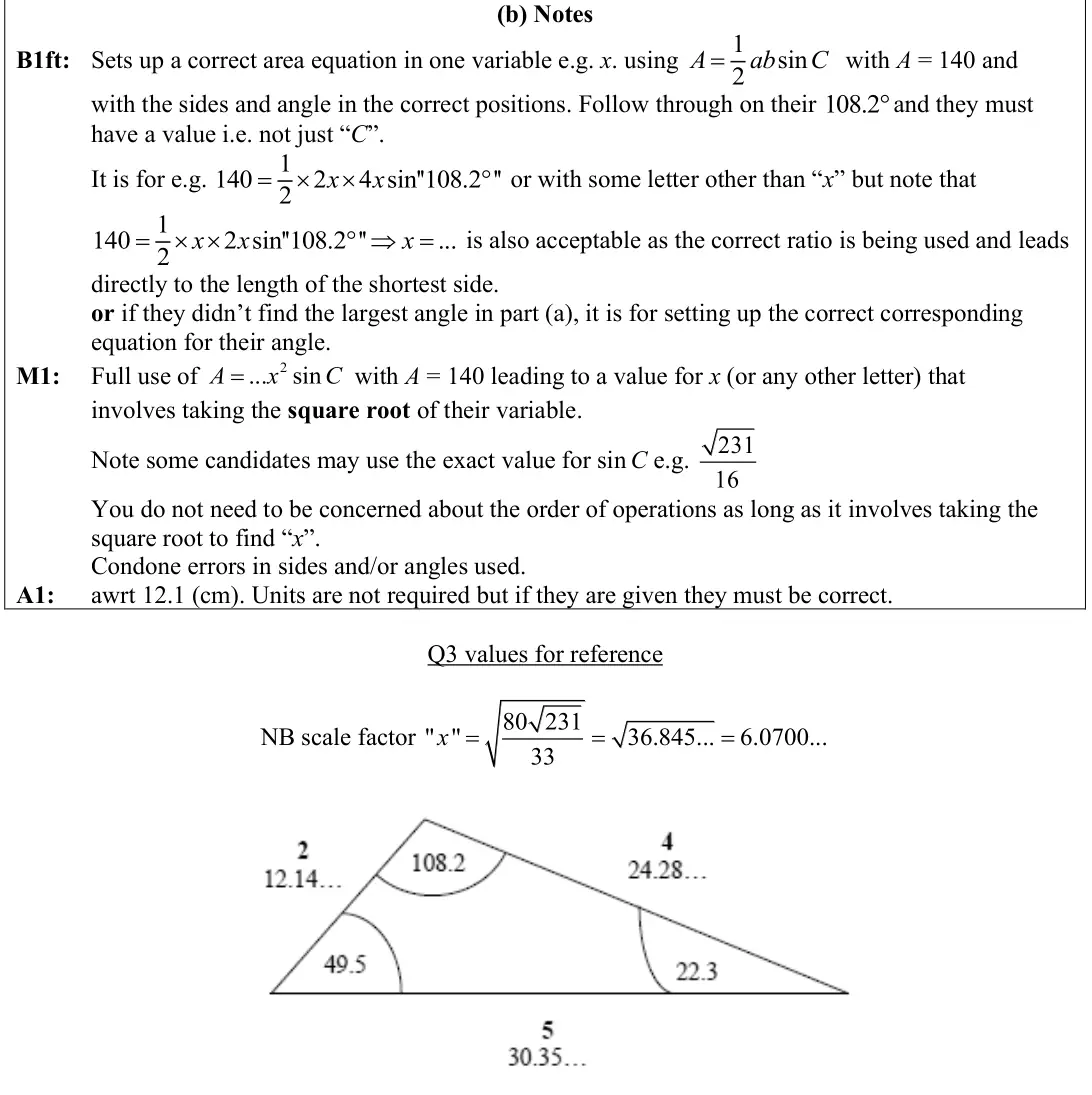 (b) Notes
B1ft: Sets up a correct area equation in one variable e.g. x. using A = 1/2 ab sin C with A = 140 and
with the sides and angle in the correct positions. Follow through on their 108.2° and they must
have a value i.e. not just “C”.
It is for e.g. 140 = 1/2 × 2x × 4x sin"108.2°" or with some letter other than “x” but note that
140 = 1/2 × x × 2x sin"108.2°" ⇒ x = ... is also acceptable as the correct ratio is being used and leads
directly to the length of the shortest side.
or if they didn’t find the largest angle in part (a), it is for setting up the correct corresponding
equation for their angle.
M1: Full use of A = ...x² sin C with A = 140 leading to a value for x (or any other letter) that
involves taking the square root of their variable.
Note some candidates may use the exact value for sin C e.g. √231/16
You do not need to be concerned about the order of operations as long as it involves taking the
square root to find “x”.
Condone errors in sides and/or angles used.
A1: awrt 12.1 (cm). Units are not required but if they are given they must be correct.
Q3 values for reference
NB scale factor "x" = √(80√231/33) = √36.845... = 6.0700...
2
12.14…
108.2
4
24.28…
49.5
22.3
5
30.35…